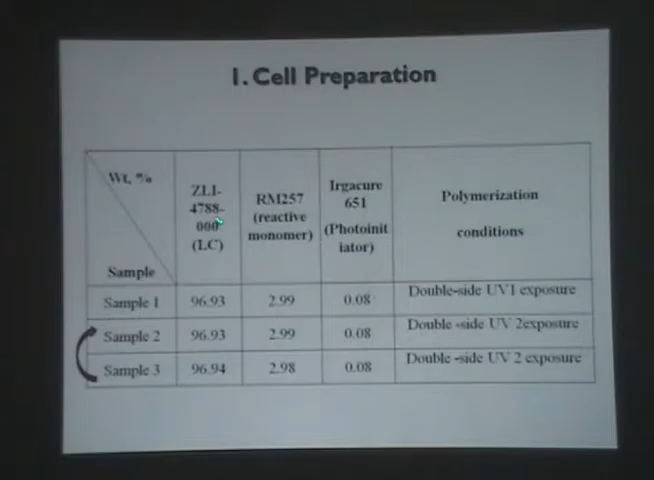 1. Cell Preparation
Wt, %
Sample
ZLI-
4788-
000
(LC)
RM257
(reactive
monomer)
Irgacure
651
(Photoinit
iator)
Polymerization
conditions
Sample 1 96.93 2.99 0.08 Double-side UV1 exposure
Sample 2 96.93 2.99 0.08 Double -side UV 2exposure
Sample 3 96.94 2.98 0.08 Double -side UV 2 exposure